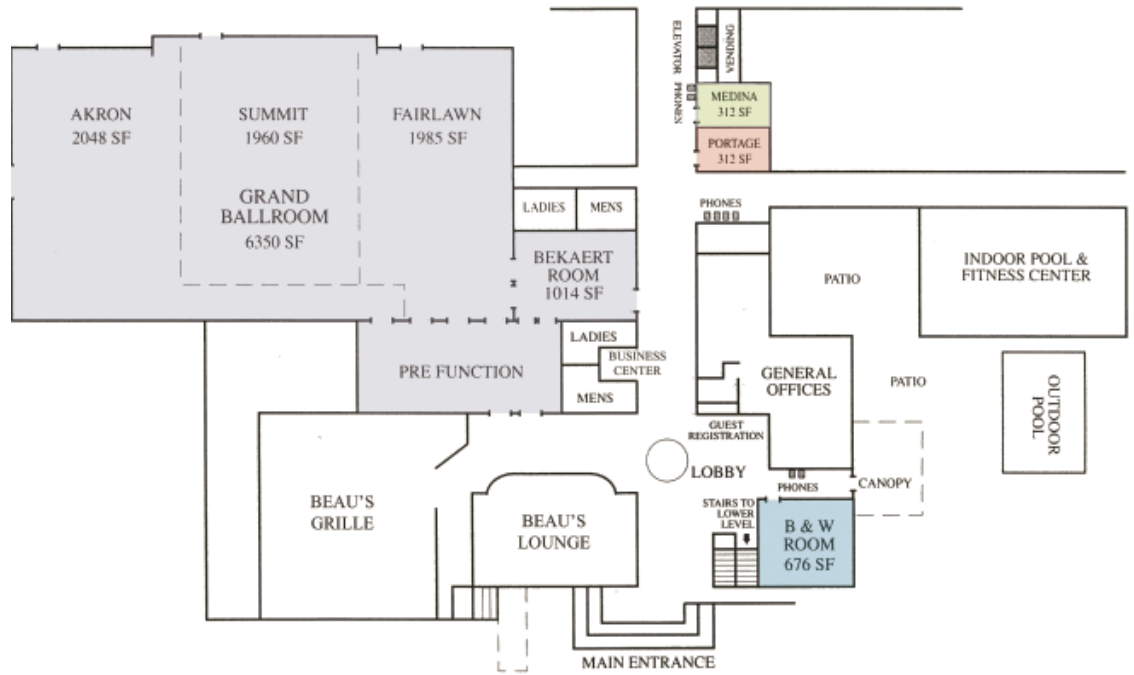 ELEVATOR
VENDING
PHONES
MEDINA
312 SF
PORTAGE
312 SF
AKRON
2048 SF
SUMMIT
1960 SF
FAIRLAWN
1985 SF
GRAND
BALLROOM
6350 SF
LADIES
MENS
PHONES
BEKAERT
ROOM
1014 SF
PATIO
INDOOR POOL &
FITNESS CENTER
LADIES
BUSINESS
CENTER
MENS
PRE FUNCTION
GENERAL
OFFICES
PATIO
OUTDOOR
POOL
GUEST
REGISTRATION
LOBBY
PHONES
CANOPY
STAIRS TO
LOWER
LEVEL
BEAU'S
GRILLE
BEAU'S
LOUNGE
B & W
ROOM
676 SF
MAIN ENTRANCE